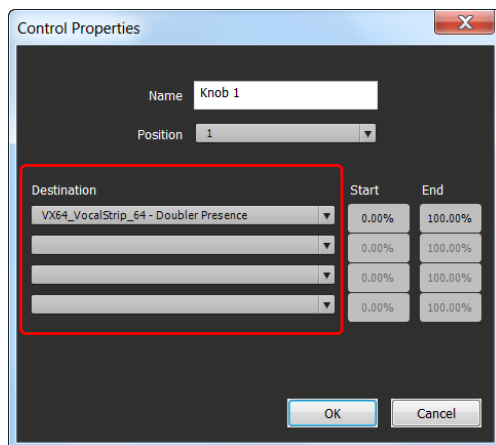 Control Properties
Name Knob 1
Position 1
Destination Start End
VX64_VocalStrip_64 - Doubler Presence 0.00% 100.00%
0.00% 100.00%
0.00% 100.00%
0.00% 100.00%
OK Cancel